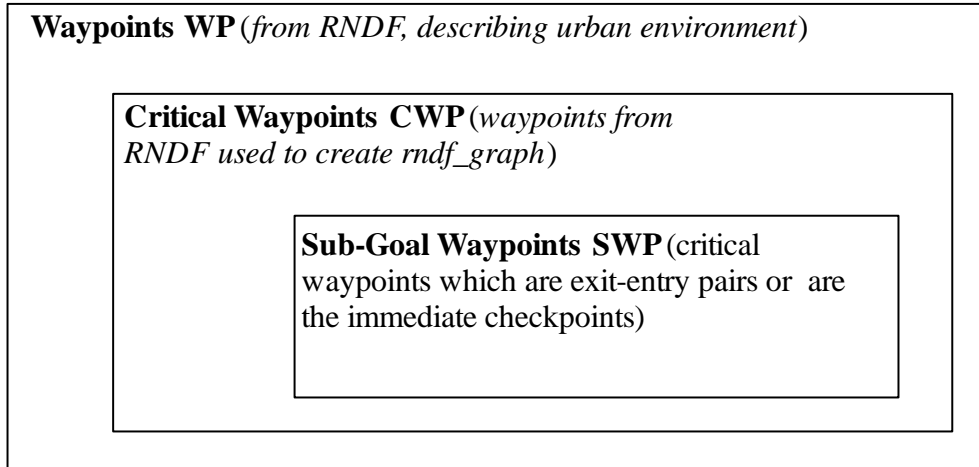 Waypoints WP (from RNDF, describing urban environment)
Critical Waypoints CWP (waypoints from
RNDF used to create rndf_graph)
Sub-Goal Waypoints SWP (critical
waypoints which are exit-entry pairs or are
the immediate checkpoints)